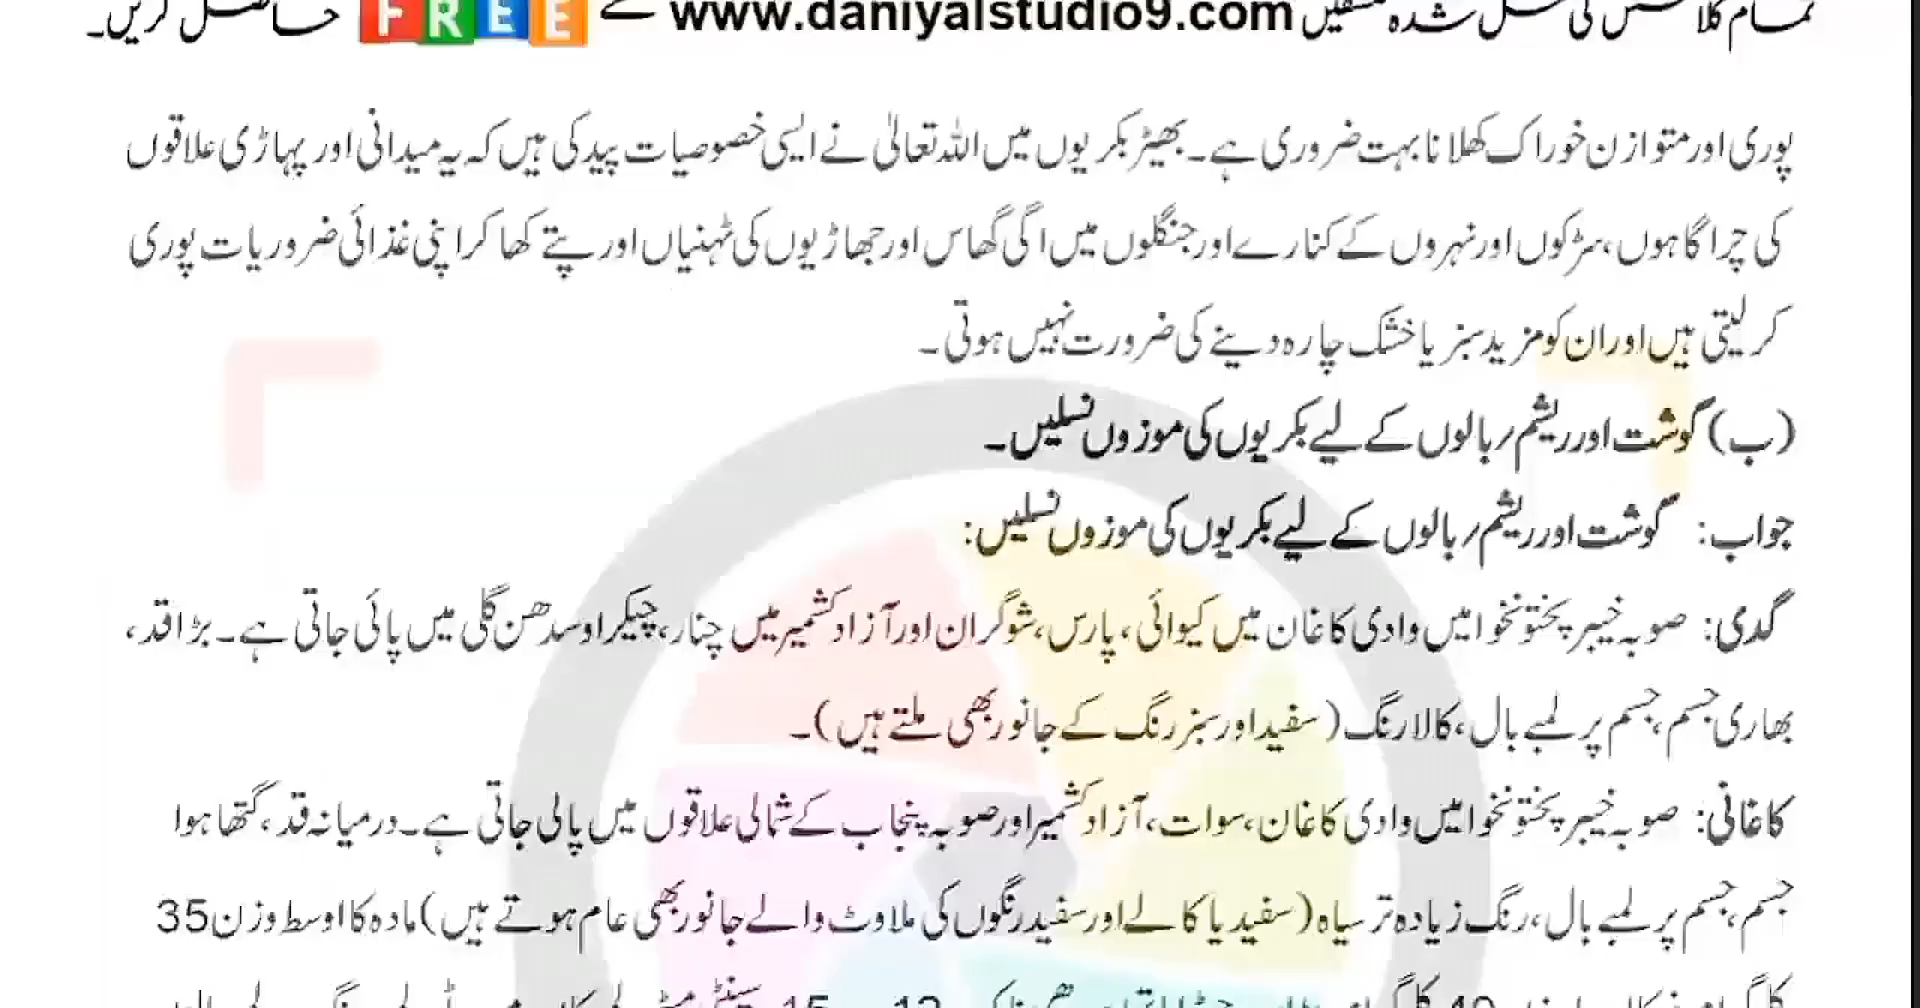 تمام کلاسس کی حل شدہ مشقیں www.daniyalstudio9.com سے FREE حاصل کریں۔
پوری اور متوازن خوراک کھلانا بہت ضروری ہے۔ بھیڑ بکریوں میں اللہ تعالیٰ نے ایسی خصوصیات پید کی ہیں کہ یہ میدانی اور پہاڑی علاقوں
کی چراگاہوں، سڑکوں اور نہروں کے کنارے اور جنگلوں میں اگی گھاس اور جھاڑیوں کی ٹہنیاں اور پتے کھا کر اپنی غذائی ضروریات پوری
کر لیتی ہیں اور ان کو مزید سبز یا خشک چارہ دینے کی ضرورت نہیں ہوتی۔
(ب) گوشت اور ریشم / بالوں کے لیے بکریوں کی موزوں نسلیں۔
جواب: گوشت اور ریشم / بالوں کے لیے بکریوں کی موزوں نسلیں:
گدی: صوبہ خیبر پختونخوا میں وادی کاغان میں کیوائی، پارس، شوگران اور آزاد کشمیر میں چنار، چیکر او سدھن گلی میں پائی جاتی ہے۔ بڑا قد،
بھاری جسم، جسم پر لمبے بال، کالا رنگ (سفید اور سبز رنگ کے جانور بھی ملتے ہیں)۔
کاغانی: صوبہ خیبر پختونخوا میں وادی کاغان، سوات، آزاد کشمیر اور صوبہ پنجاب کے شمالی علاقوں میں پالی جاتی ہے۔ درمیانہ قد، گتھا ہوا
جسم، جسم پر لمبے بال، رنگ زیادہ تر سیاہ (سفید یا کالے اور سفید رنگوں کی ملاوٹ والے جانور بھی عام ہوتے ہیں) مادہ کا اوسط وزن 35